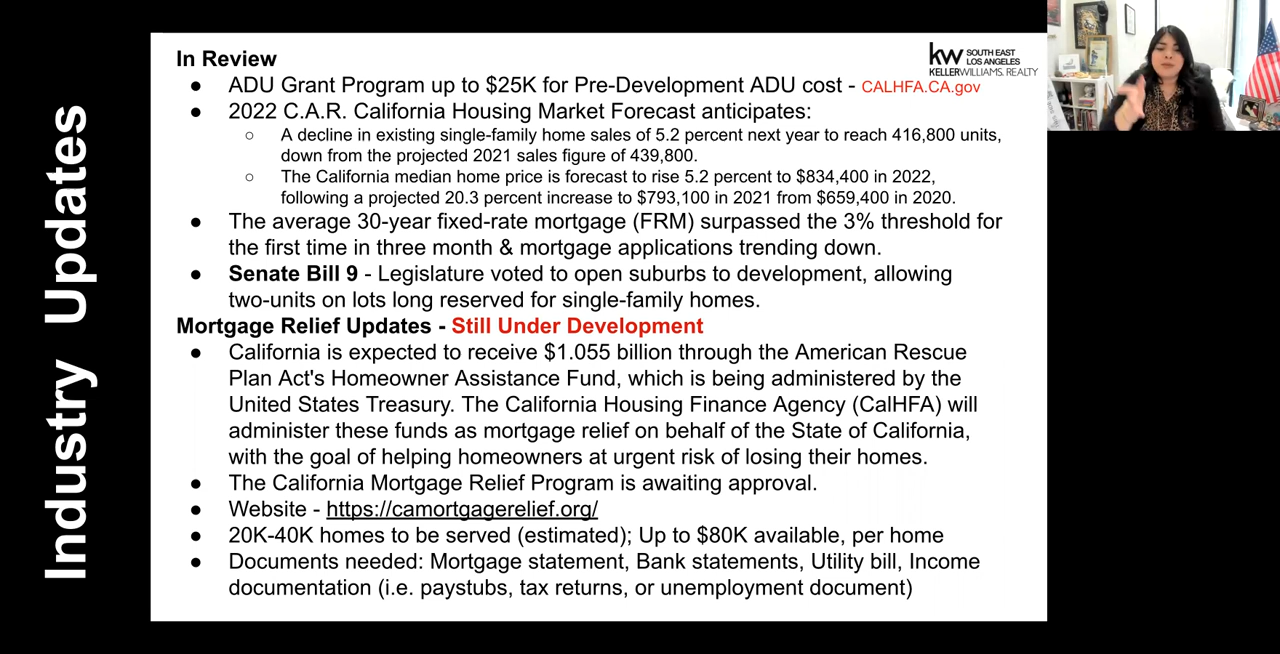 Industry Updates
In Review
kw SOUTH EAST
LOS ANGELES
KELLERWILLIAMS. REALTY
● ADU Grant Program up to $25K for Pre-Development ADU cost - CALHFA.CA.gov
● 2022 C.A.R. California Housing Market Forecast anticipates:
○ A decline in existing single-family home sales of 5.2 percent next year to reach 416,800 units,
down from the projected 2021 sales figure of 439,800.
○ The California median home price is forecast to rise 5.2 percent to $834,400 in 2022,
following a projected 20.3 percent increase to $793,100 in 2021 from $659,400 in 2020.
● The average 30-year fixed-rate mortgage (FRM) surpassed the 3% threshold for
the first time in three month & mortgage applications trending down.
● Senate Bill 9 - Legislature voted to open suburbs to development, allowing
two-units on lots long reserved for single-family homes.
Mortgage Relief Updates - Still Under Development
● California is expected to receive $1.055 billion through the American Rescue
Plan Act's Homeowner Assistance Fund, which is being administered by the
United States Treasury. The California Housing Finance Agency (CalHFA) will
administer these funds as mortgage relief on behalf of the State of California,
with the goal of helping homeowners at urgent risk of losing their homes.
● The California Mortgage Relief Program is awaiting approval.
● Website - https://camortgagerelief.org/
● 20K-40K homes to be served (estimated); Up to $80K available, per home
● Documents needed: Mortgage statement, Bank statements, Utility bill, Income
documentation (i.e. paystubs, tax returns, or unemployment document)